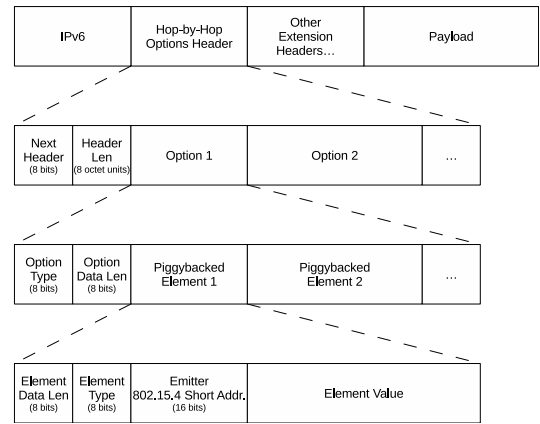 IPv6
Hop-by-Hop
Options Header
Other
Extension
Headers...
Payload
Next
Header
(8 bits)
Header
Len
(8 octet units)
Option 1
Option 2
...
Option
Type
(8 bits)
Option
Data Len
(8 bits)
Piggybacked
Element 1
Piggybacked
Element 2
...
Element
Data Len
(8 bits)
Element
Type
(8 bits)
Emitter
802.15.4 Short Addr.
(16 bits)
Element Value